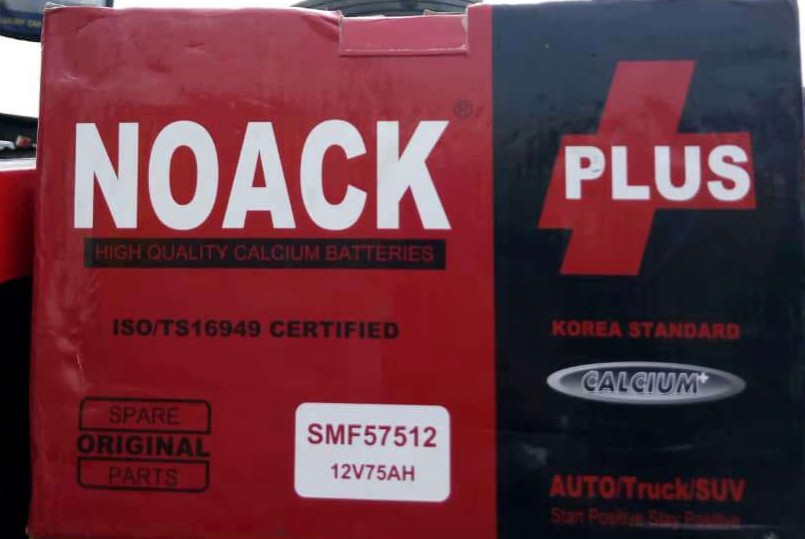 NOACK
®
HIGH QUALITY CALCIUM BATTERIES
ISO/TS16949 CERTIFIED
SPARE
ORIGINAL
PARTS
SMF57512
12V75AH
PLUS
KOREA STANDARD
CALCIUM+
AUTO/Truck/SUV
Start Positive Stay Positive